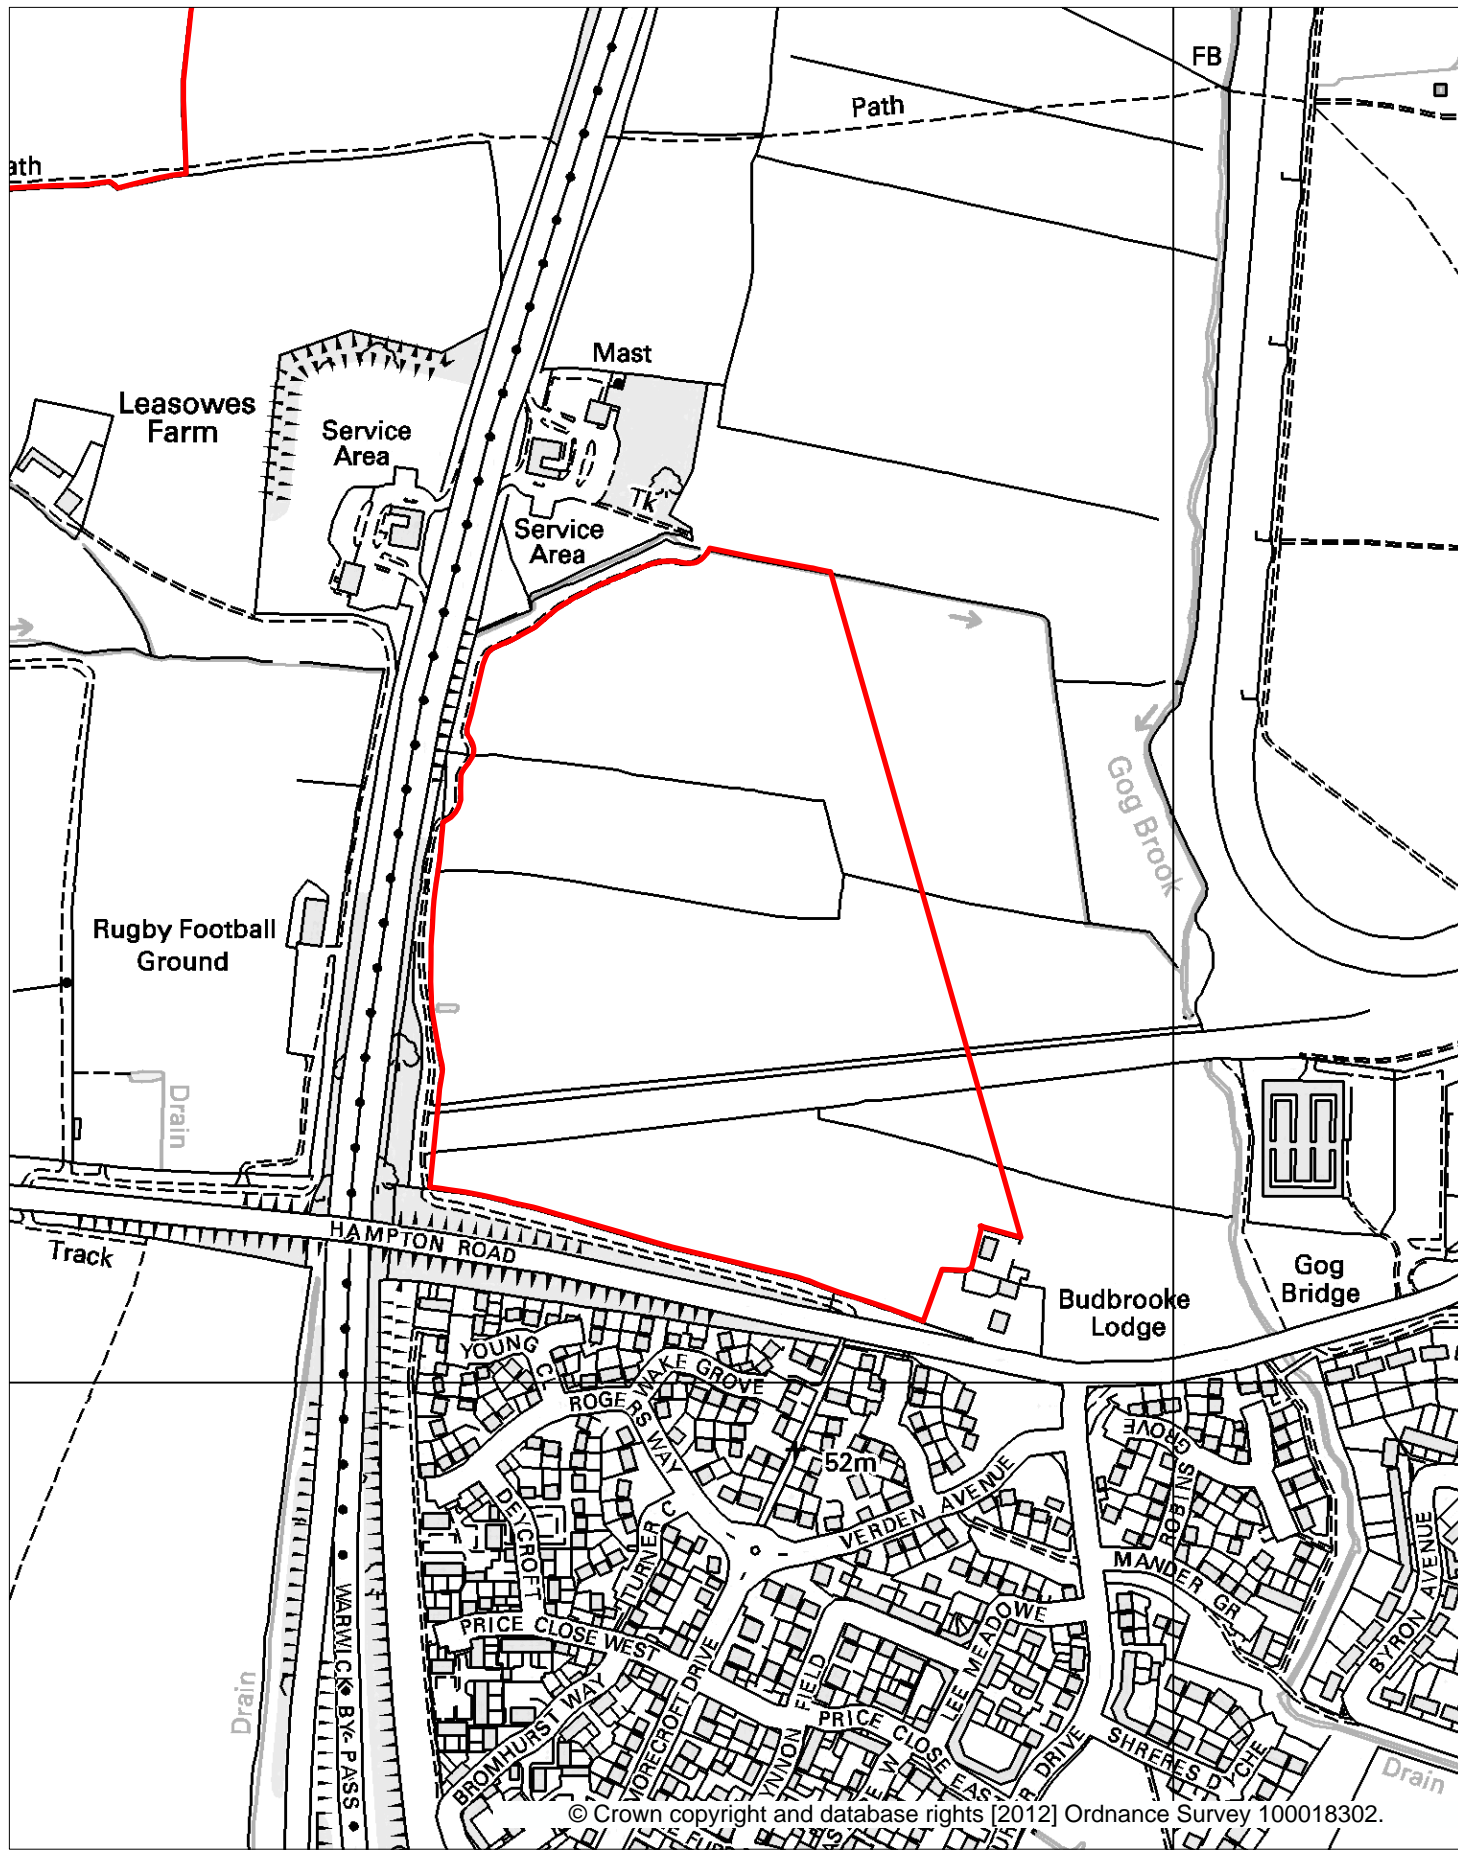 FB
Path
ath
Mast
Leasowes
Farm
Service
Area
Tk
Service
Area
Gog Brook
Rugby Football
Ground
Drain
HAMPTON ROAD
Track
Gog
Bridge
Budbrooke
Lodge
YOUNG CL
WAKE GROVE
ROGERS WAY
GROVE
ROBINS
52m
VERDEN AVENUE
DEYCROFT
TURNER C
MANDER GR
BYRON AVENUE
LEE MEADOWE
PRICE CLOSE WEST
WARWICK BY-PASS
Drain
BROMHURST WAY
MORECROFT DRIVE
FIELD
PRICE CLOSE EAST
DRIVE
SHRERES DYCHE
Drain
© Crown copyright and database rights [2012] Ordnance Survey 100018302.